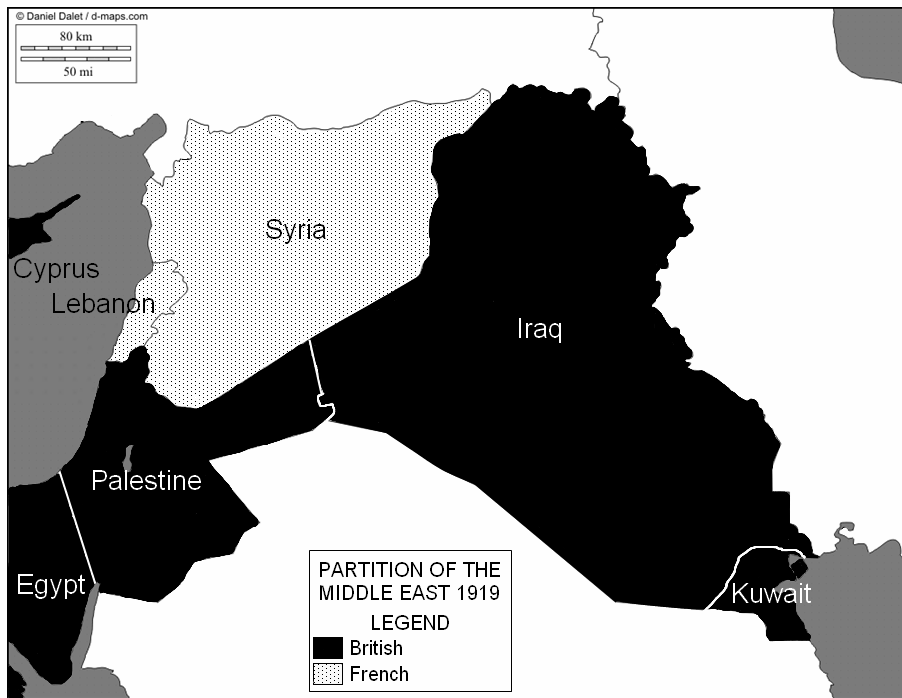 © Daniel Dalet / d-maps.com
80 km
50 mi
Syria
Cyprus
Lebanon
Iraq
Palestine
Egypt
Kuwait
PARTITION OF THE
MIDDLE EAST 1919
LEGEND
British
French